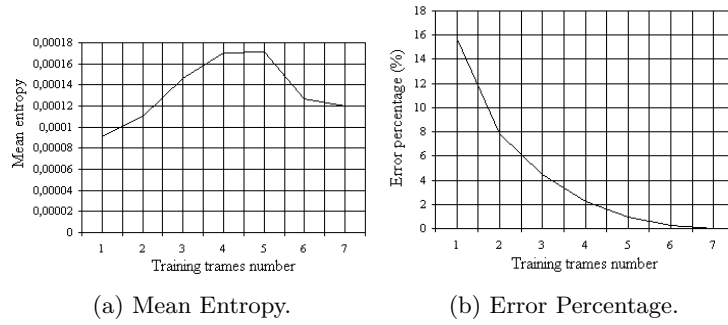 0,00018
0,00016
0,00014
0,00012
0,0001
0,00008
0,00006
0,00004
0,00002
0
Mean entropy
1 2 3 4 5 6 7
Training trames number
(a) Mean Entropy.
18
16
14
12
10
8
6
4
2
0
Error percentage (%)
1 2 3 4 5 6 7
Training trames number
(b) Error Percentage.